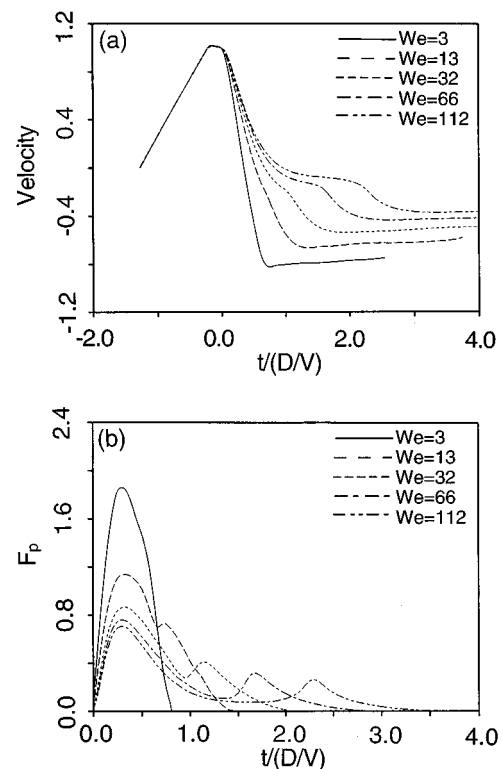 (a)
We=3
We=13
We=32
We=66
We=112
Velocity
1.2
0.4
-0.4
-1.2
-2.0 0.0 2.0 4.0
t/(D/V)
(b)
We=3
We=13
We=32
We=66
We=112
Fp
2.4
1.6
0.8
0.0
0.0 1.0 2.0 3.0 4.0
t/(D/V)